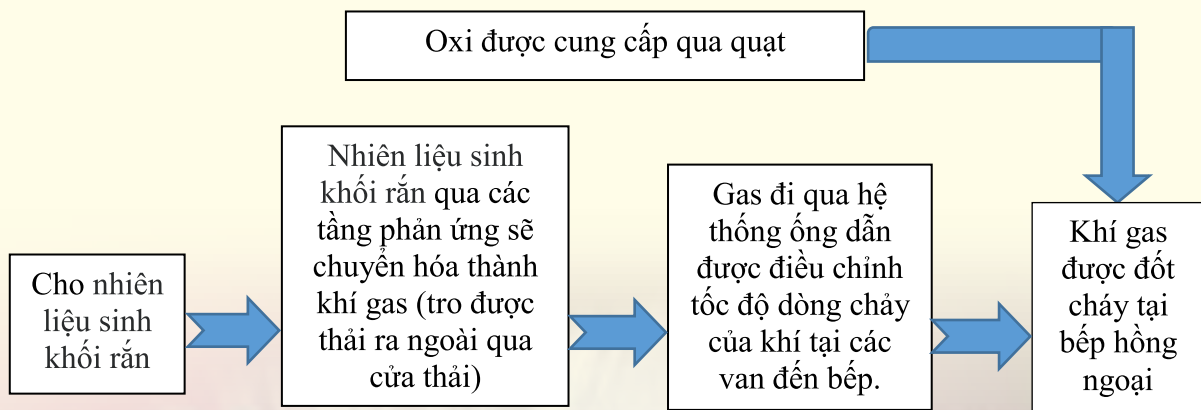 Oxi được cung cấp qua quạt
Cho nhiên
liệu sinh
khối rắn
Nhiên liệu sinh
khối rắn qua các
tầng phản ứng sẽ
chuyển hóa thành
khí gas (tro được
thải ra ngoài qua
cửa thải)
Gas đi qua hệ
thống ống dẫn
được điều chỉnh
tốc độ dòng chảy
của khí tại các
van đến bếp.
Khí gas
được đốt
cháy tại
bếp hồng
ngoại